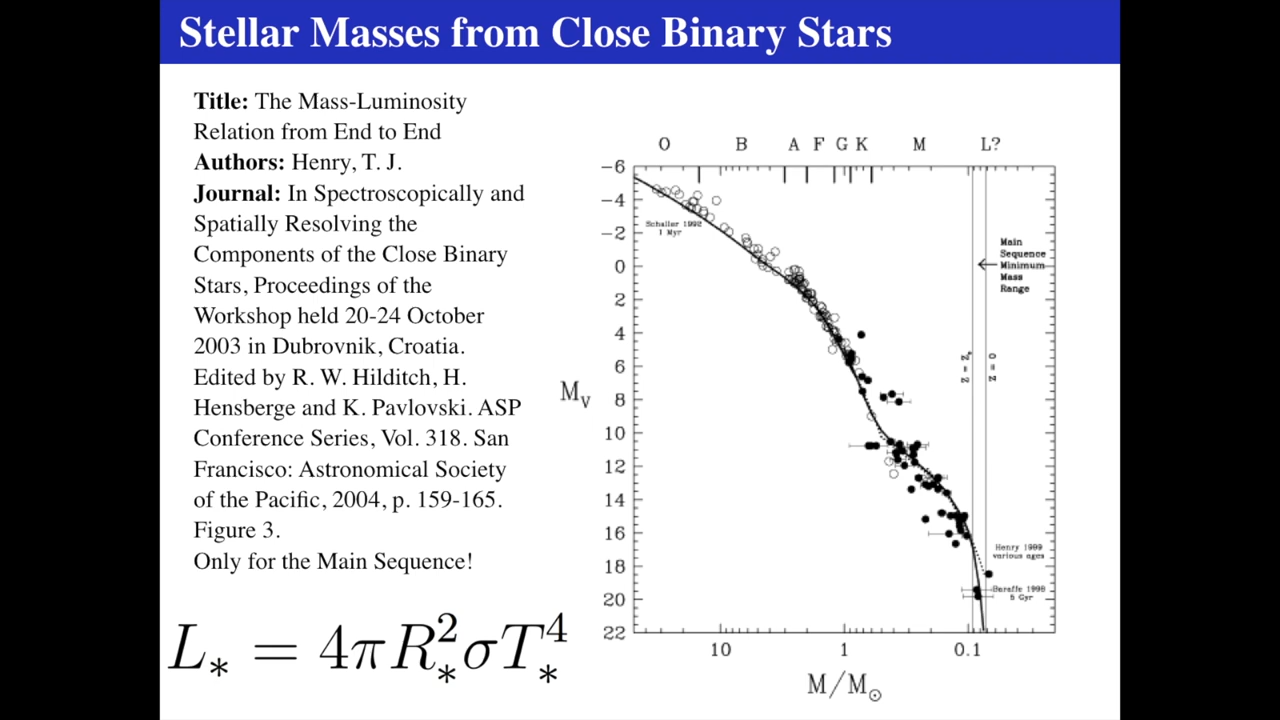 Stellar Masses from Close Binary Stars
Title: The Mass-Luminosity
Relation from End to End
Authors: Henry, T. J.
Journal: In Spectroscopically and
Spatially Resolving the
Components of the Close Binary
Stars, Proceedings of the
Workshop held 20-24 October
2003 in Dubrovnik, Croatia.
Edited by R. W. Hilditch, H.
Hensberge and K. Pavlovski. ASP
Conference Series, Vol. 318. San
Francisco: Astronomical Society
of the Pacific, 2004, p. 159-165.
Figure 3.
Only for the Main Sequence!
L* = 4πR*²σT*⁴
O B A F G K M L?
−6
−4
−2
0
2
4
6
8
10
12
14
16
18
20
22
Mᵥ
Schaller 1992
1 Myr
Main
Sequence
Minimum
Mass
Range
Z = 0
Henry 1999
various ages
Baraffe 1998
5 Gyr
10 1 0.1
M/M⊙